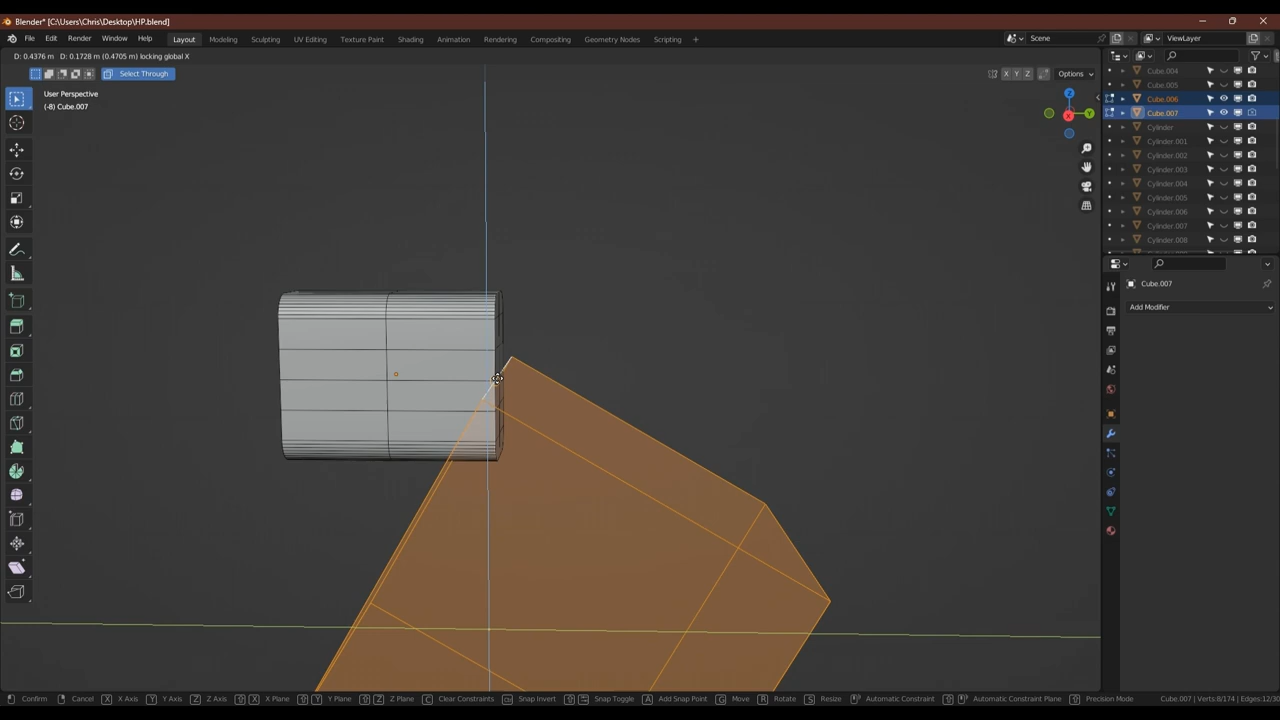 Blender* [C:\Users\Chris\Desktop\HP.blend]
File Edit Render Window Help Layout Modeling Sculpting UV Editing Texture Paint Shading Animation Rendering Compositing Geometry Nodes Scripting + Scene ViewLayer
D: 0.4376 m D: 0.1728 m (0.4705 m) locking global X
Select Through X Y Z Options
User Perspective
(-8) Cube.007
Z
Y
X
Cube.004
Cube.005
Cube.006
Cube.007
Cylinder
Cylinder.001
Cylinder.002
Cylinder.003
Cylinder.004
Cylinder.005
Cylinder.006
Cylinder.007
Cylinder.008
Cube.007
Add Modifier
Confirm Cancel X X Axis Y Y Axis Z Z Axis X X Plane Y Y Plane Z Z Plane C Clear Constraints Snap Invert Snap Toggle A Add Snap Point G Move R Rotate S Resize Automatic Constraint Automatic Constraint Plane Precision Mode Cube.007 | Verts:8/174 | Edges:12/